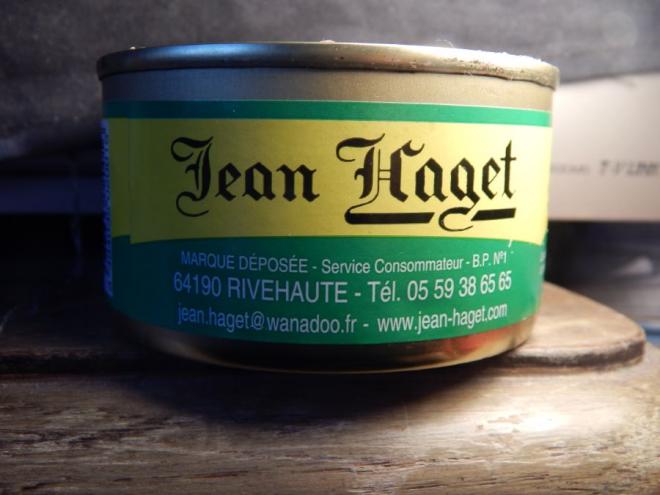 Jean Haget
MARQUE DÉPOSÉE - Service Consommateur - B.P. Nº1
64190 RIVEHAUTE - Tél. 05 59 38 65 65
jean.haget@wanadoo.fr - www.jean-haget.com